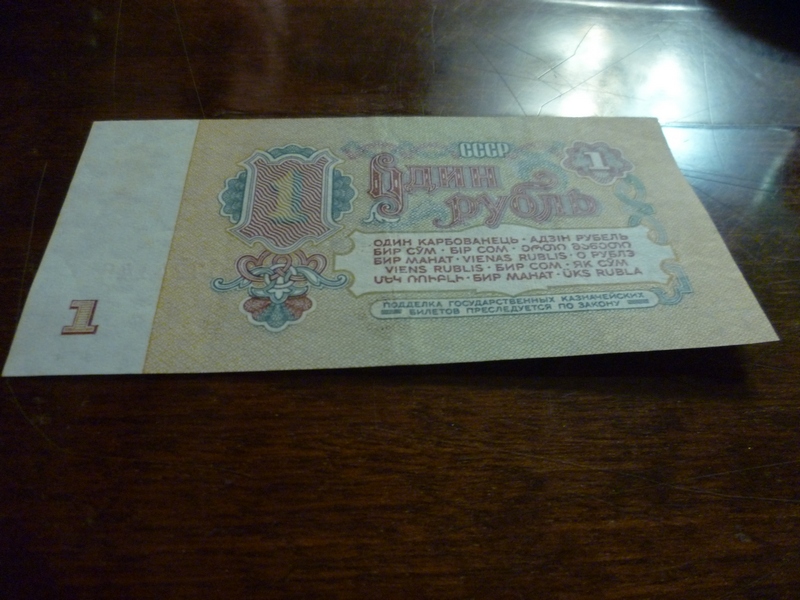 СССР
1
1
Один
рубль
ОДИН КАРБОВАНЕЦЬ · АДЗІН РУБЕЛЬ
БИР СЎМ · БІР СОМ · ᲔᲠᲗᲘ ᲛᲐᲜᲔᲗᲘ
БИР МАНАТ · VIENAS RUBLIS · О РУБЛЭ
VIENS RUBLIS · БИР СОМ · ЯК СЎМ
ՄԵԿ ՌՈՒԲԼԻ · БИР МАНАТ · ÜKS RUBLA
ПОДДЕЛКА ГОСУДАРСТВЕННЫХ КАЗНАЧЕЙСКИХ
БИЛЕТОВ ПРЕСЛЕДУЕТСЯ ПО ЗАКОНУ
1